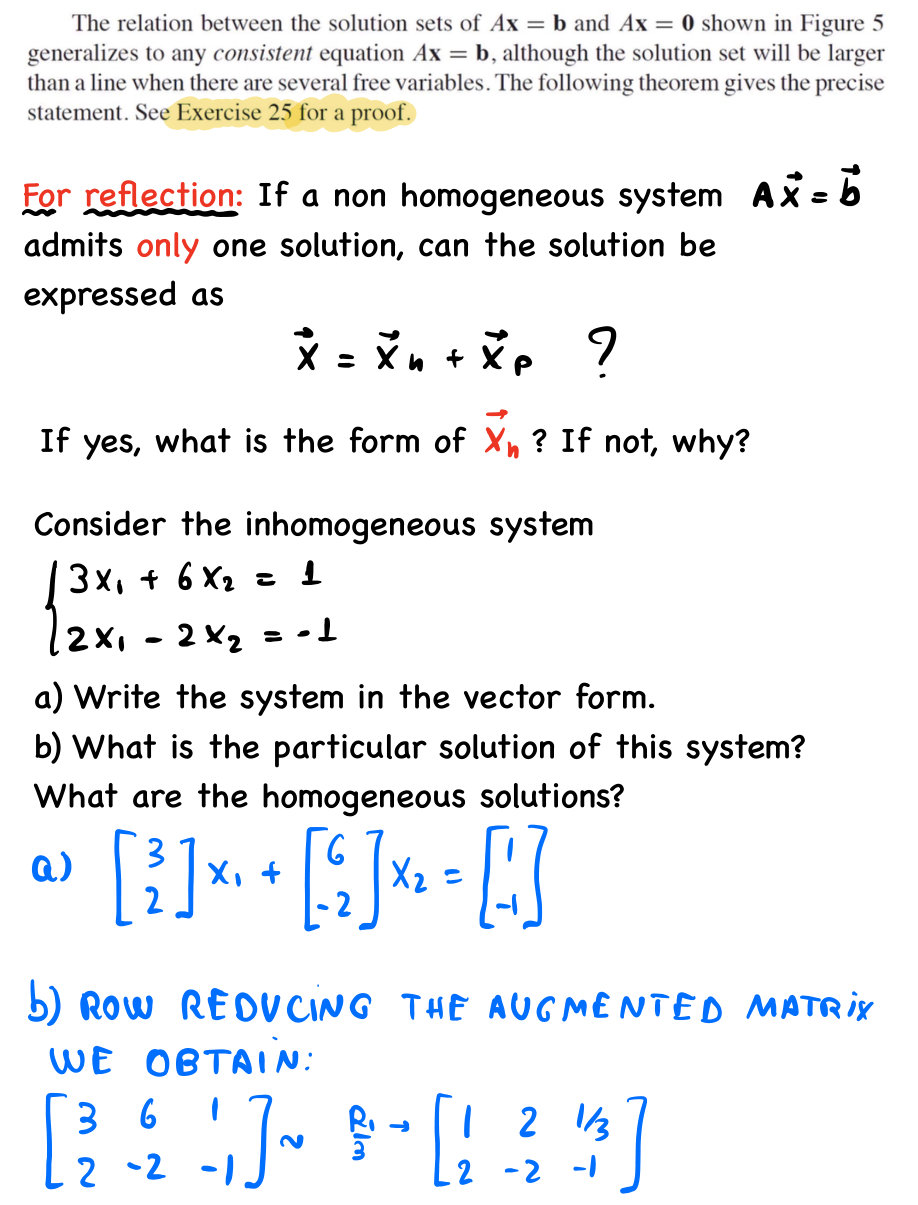 The relation between the solution sets of Ax = b and Ax = 0 shown in Figure 5
generalizes to any consistent equation Ax = b, although the solution set will be larger
than a line when there are several free variables. The following theorem gives the precise
statement. See Exercise 25 for a proof.
For reflection: If a non homogeneous system A x⃗ = b⃗
admits only one solution, can the solution be
expressed as
x⃗ = x⃗ₕ + x⃗ₚ ?
If yes, what is the form of x⃗ₕ ? If not, why?
Consider the inhomogeneous system
{ 3x₁ + 6x₂ = 1
2x₁ - 2x₂ = -1
a) Write the system in the vector form.
b) What is the particular solution of this system?
What are the homogeneous solutions?
a) [3 2] x₁ + [6 -2] x₂ = [1 -1]
b) ROW REDUCING THE AUGMENTED MATRIX
WE OBTAIN:
[3 6 1
2 -2 -1] ~ R₁/3 → [1 2 1/3
2 -2 -1]